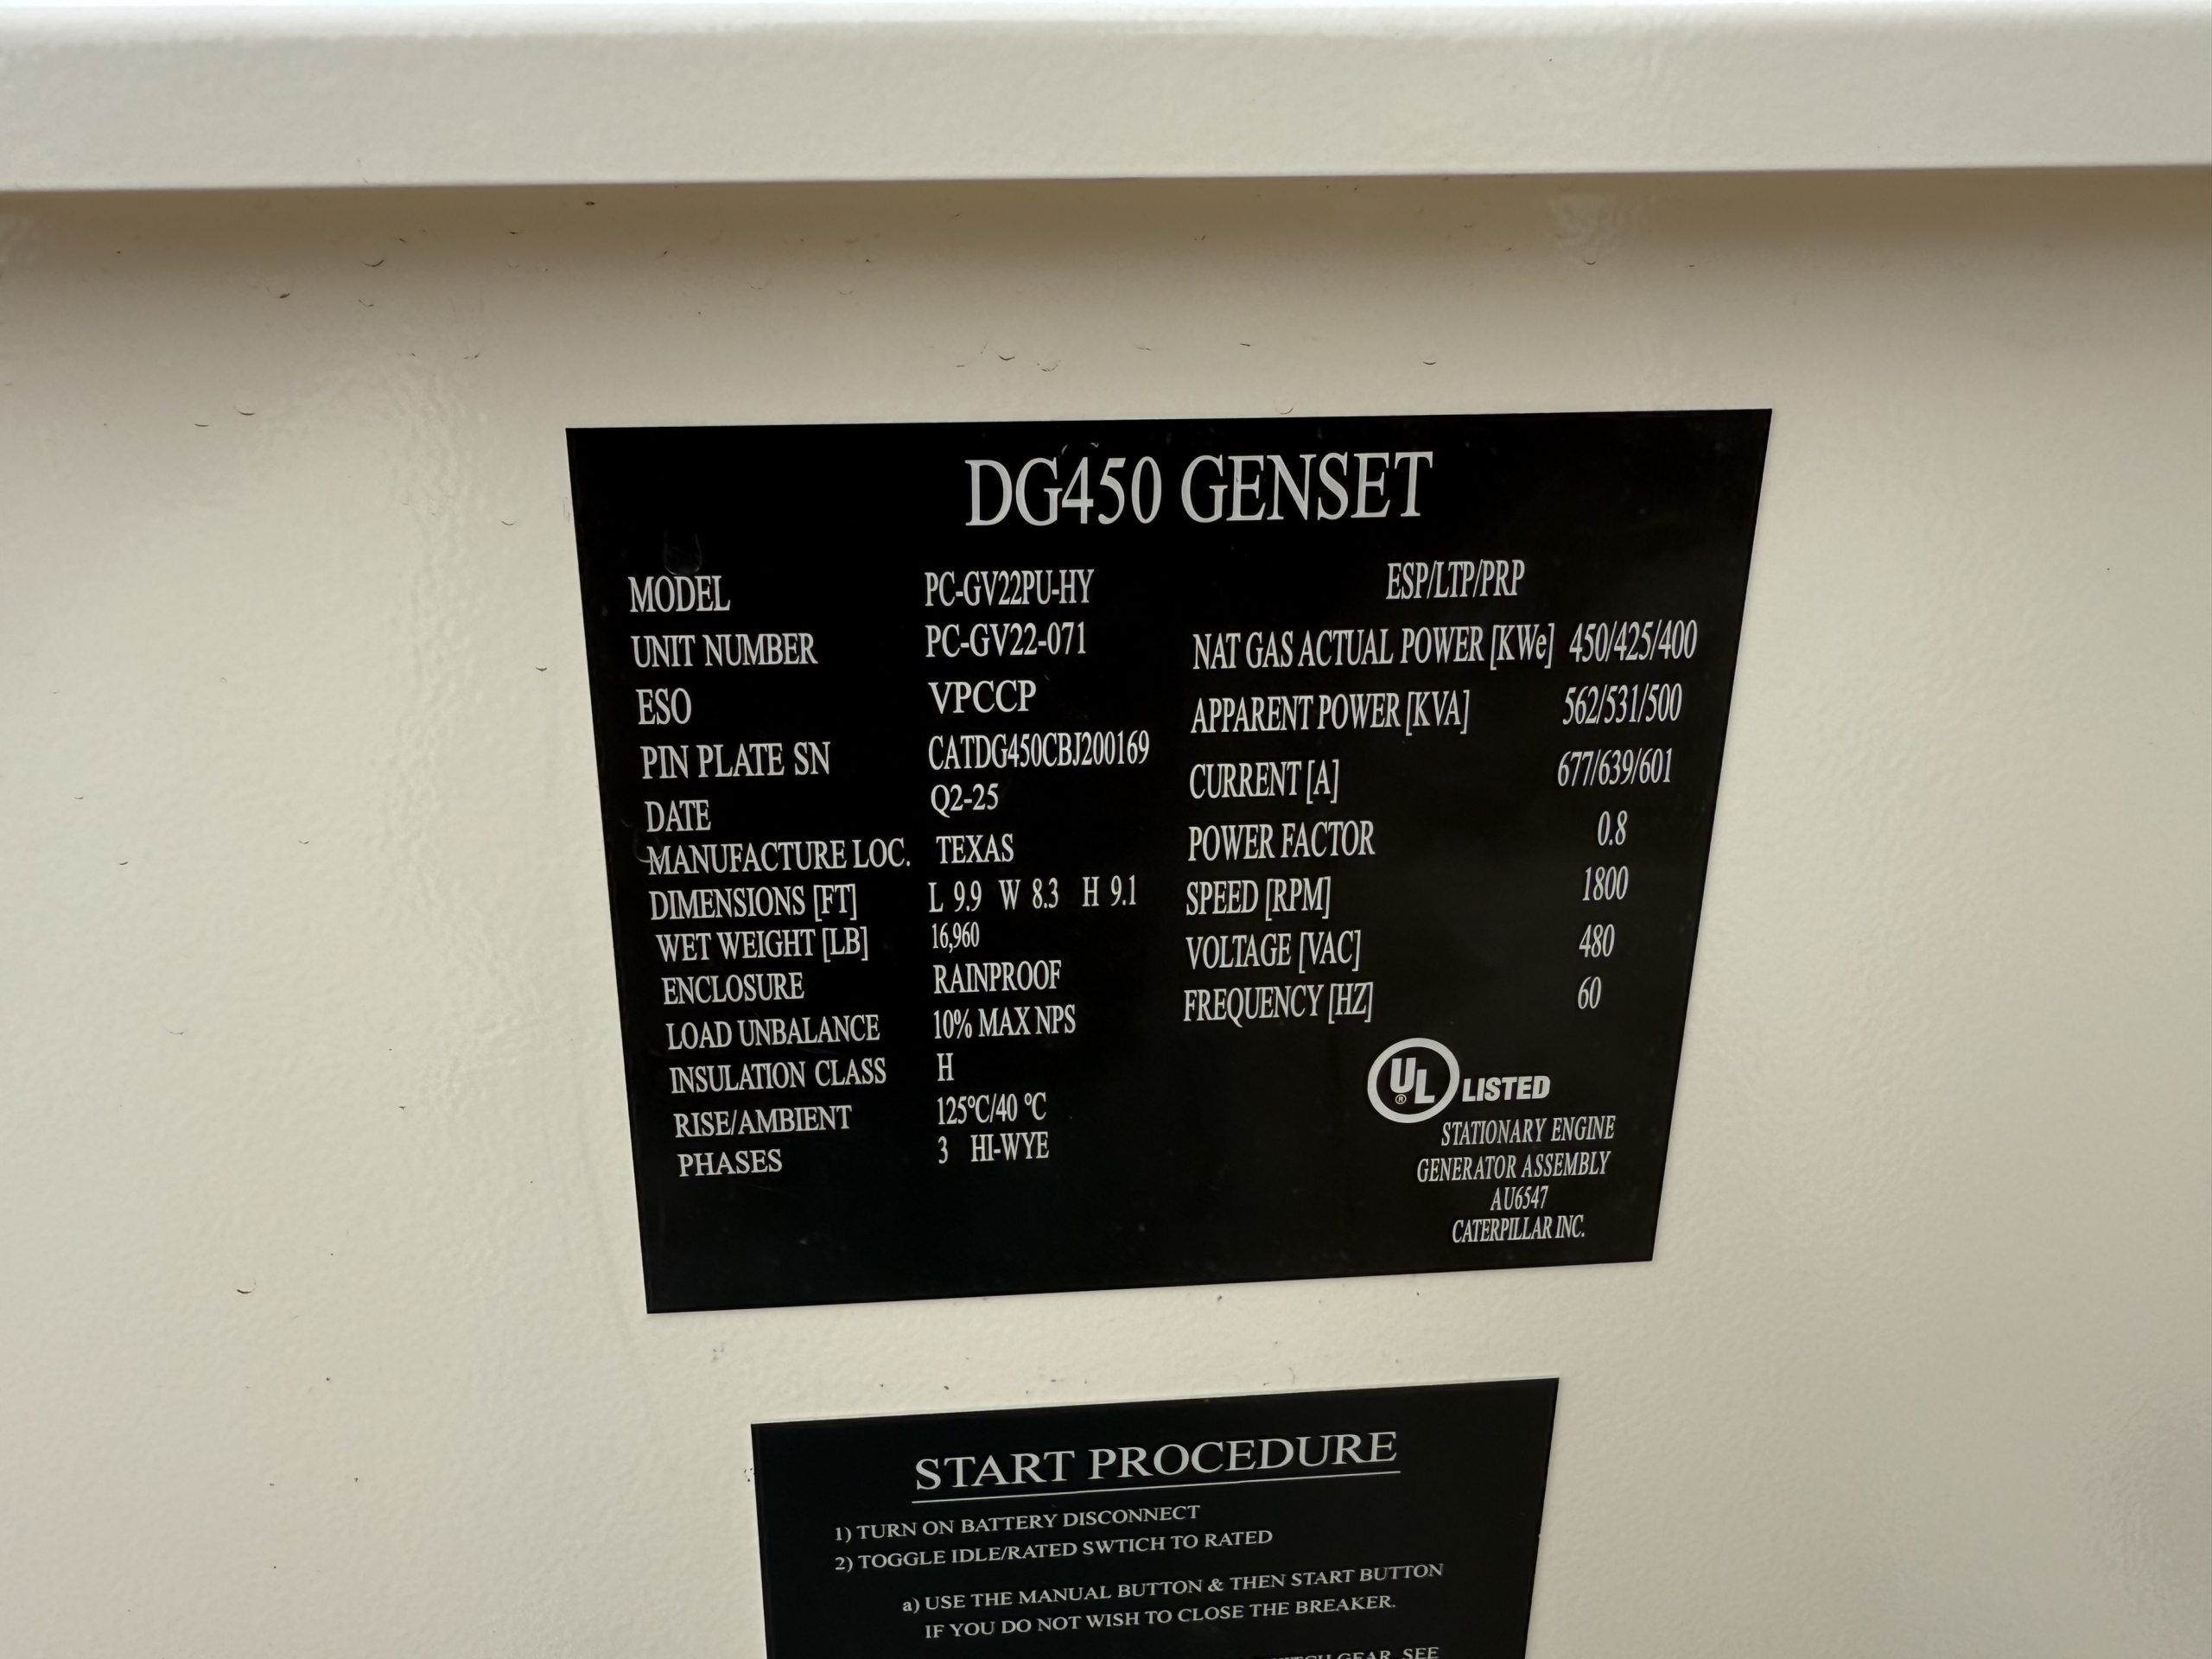 DG450 GENSET
MODEL PC-GV22PU-HY
UNIT NUMBER PC-GV22-071
ESO VPCCP
PIN PLATE SN CATDG450CBJ200169
DATE Q2-25
MANUFACTURE LOC. TEXAS
DIMENSIONS [FT] L 9.9 W 8.3 H 9.1
WET WEIGHT [LB] 16,960
ENCLOSURE RAINPROOF
LOAD UNBALANCE 10% MAX NPS
INSULATION CLASS H
RISE/AMBIENT 125°C/40 °C
PHASES 3 HI-WYE
ESP/LTP/PRP
NAT GAS ACTUAL POWER [KWe] 450/425/400
APPARENT POWER [KVA] 562/531/500
CURRENT [A] 677/639/601
POWER FACTOR 0.8
SPEED [RPM] 1800
VOLTAGE [VAC] 480
FREQUENCY [HZ] 60
UL ® LISTED
STATIONARY ENGINE
GENERATOR ASSEMBLY
AU6547
CATERPILLAR INC.
START PROCEDURE
1) TURN ON BATTERY DISCONNECT
2) TOGGLE IDLE/RATED SWTICH TO RATED
a) USE THE MANUAL BUTTON & THEN START BUTTON
IF YOU DO NOT WISH TO CLOSE THE BREAKER.
GEAR, SEE